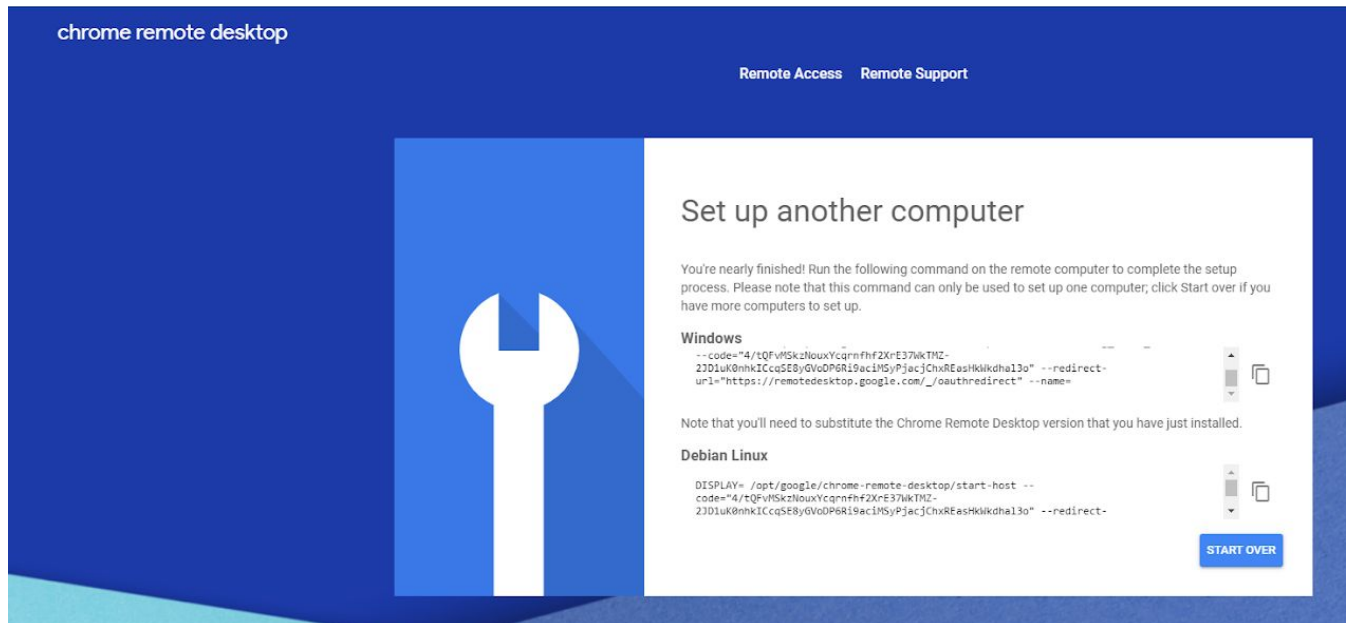 chrome remote desktop
Remote Access Remote Support
Set up another computer
You're nearly finished! Run the following command on the remote computer to complete the setup
process. Please note that this command can only be used to set up one computer; click Start over if you
have more computers to set up.
Windows
--code="4/tQFvMSkzNouxYcqrnfhf2XrE37WkTMZ-
2JD1uK0nhkICcqSE8yGVoDP6Ri9aciMSyPjacjChxREasHkWkdhal3o" --redirect-
url="https://remotedesktop.google.com/_/oauthredirect" --name=
Note that you'll need to substitute the Chrome Remote Desktop version that you have just installed.
Debian Linux
DISPLAY= /opt/google/chrome-remote-desktop/start-host --
code="4/tQFvMSkzNouxYcqrnfhf2XrE37WkTMZ-
2JD1uK0nhkICcqSE8yGVoDP6Ri9aciMSyPjacjChxREasHkWkdhal3o" --redirect-
START OVER